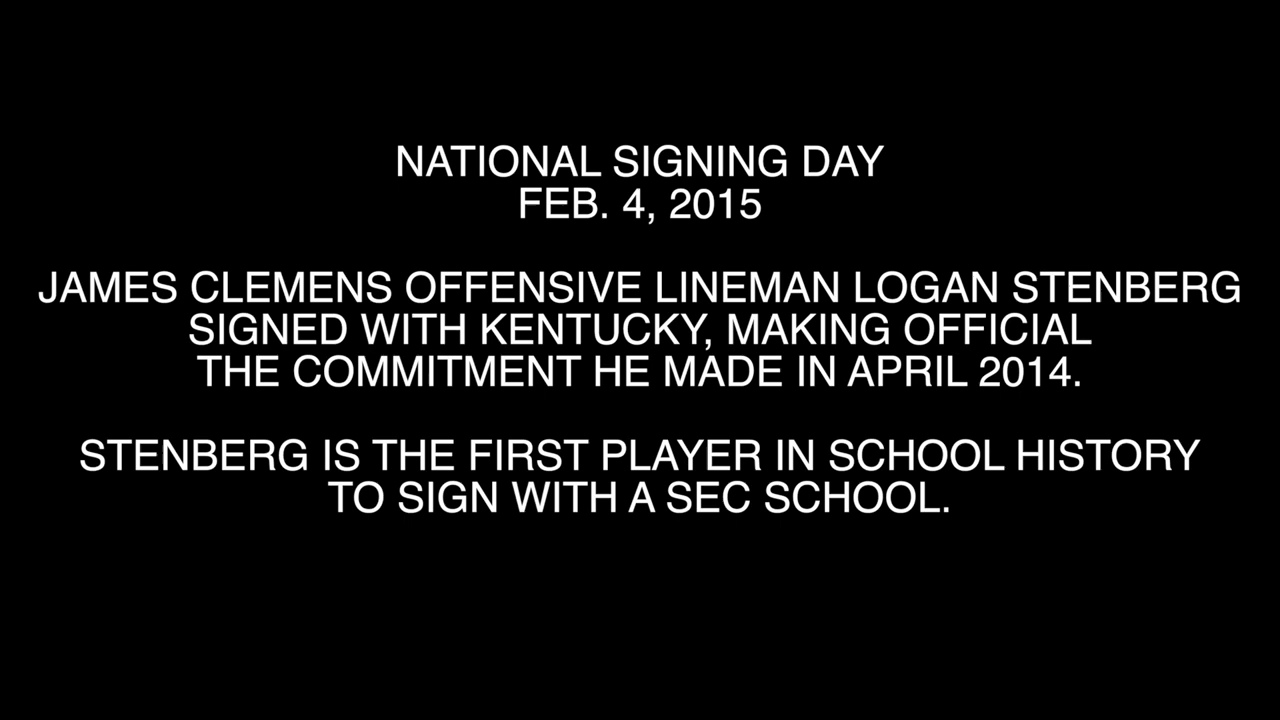 NATIONAL SIGNING DAY
FEB. 4, 2015
JAMES CLEMENS OFFENSIVE LINEMAN LOGAN STENBERG
SIGNED WITH KENTUCKY, MAKING OFFICIAL
THE COMMITMENT HE MADE IN APRIL 2014.
STENBERG IS THE FIRST PLAYER IN SCHOOL HISTORY
TO SIGN WITH A SEC SCHOOL.